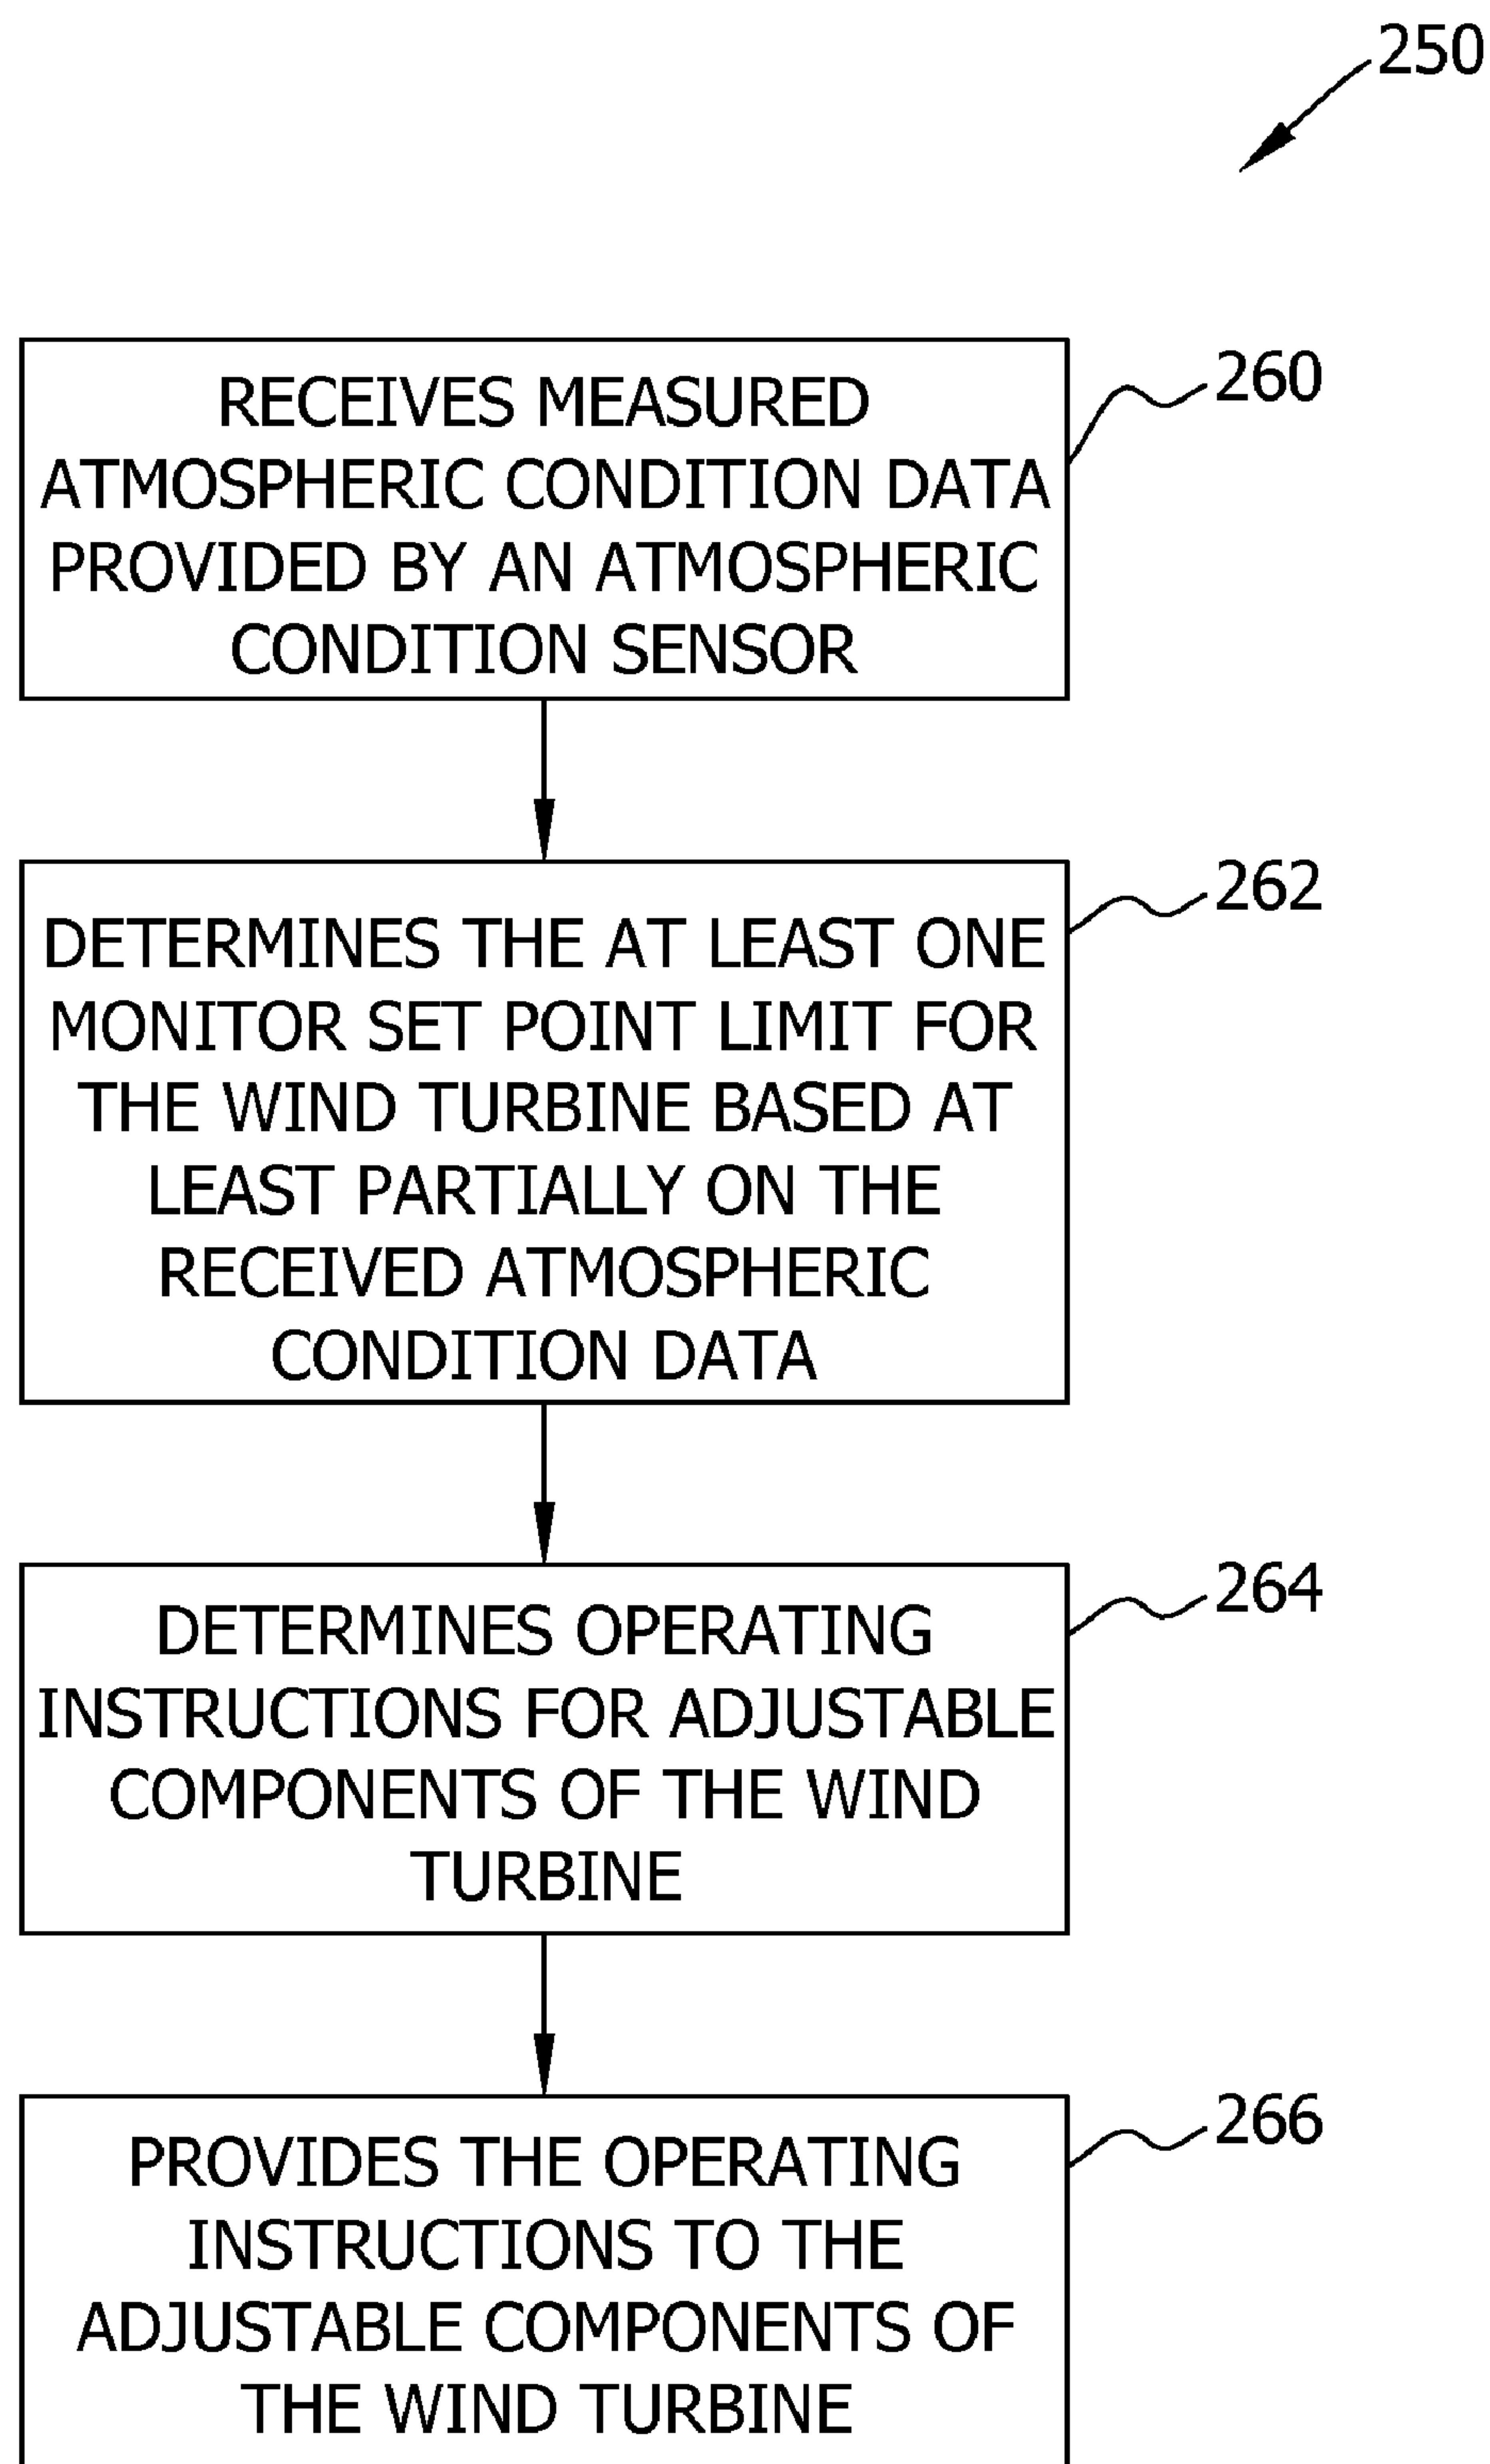 250
RECEIVES MEASURED
ATMOSPHERIC CONDITION DATA
PROVIDED BY AN ATMOSPHERIC
CONDITION SENSOR
260
DETERMINES THE AT LEAST ONE
MONITOR SET POINT LIMIT FOR
THE WIND TURBINE BASED AT
LEAST PARTIALLY ON THE
RECEIVED ATMOSPHERIC
CONDITION DATA
262
DETERMINES OPERATING
INSTRUCTIONS FOR ADJUSTABLE
COMPONENTS OF THE WIND
TURBINE
264
PROVIDES THE OPERATING
INSTRUCTIONS TO THE
ADJUSTABLE COMPONENTS OF
THE WIND TURBINE
266